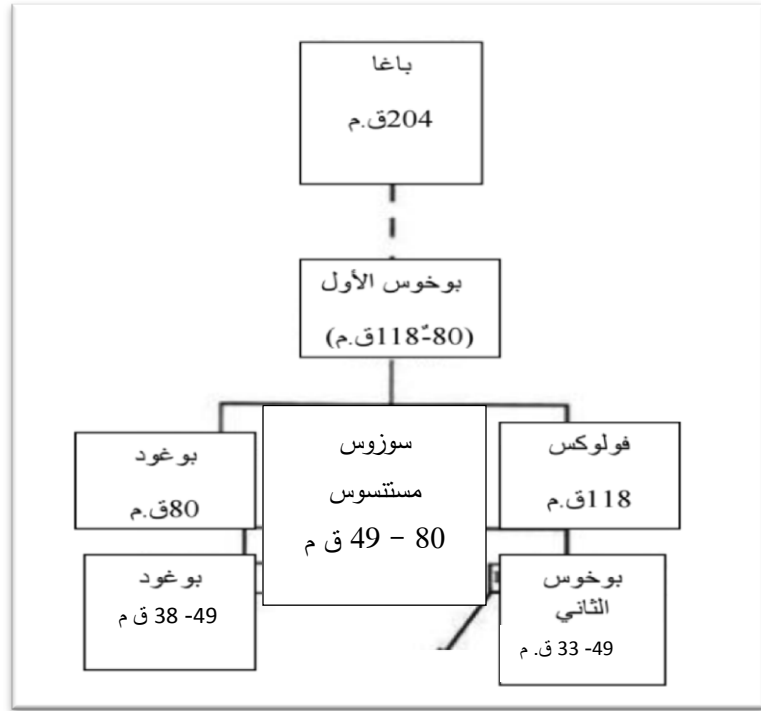 باغا
204ق.م
بوخوس الأول
(80-118ق.م)
فولوكس
118ق.م
سوزوس
مستنسوس
80 – 49 ق م
بوغود
80ق.م
بوخوس
الثاني
49- 33 ق. م
بوغود
49- 38 ق م